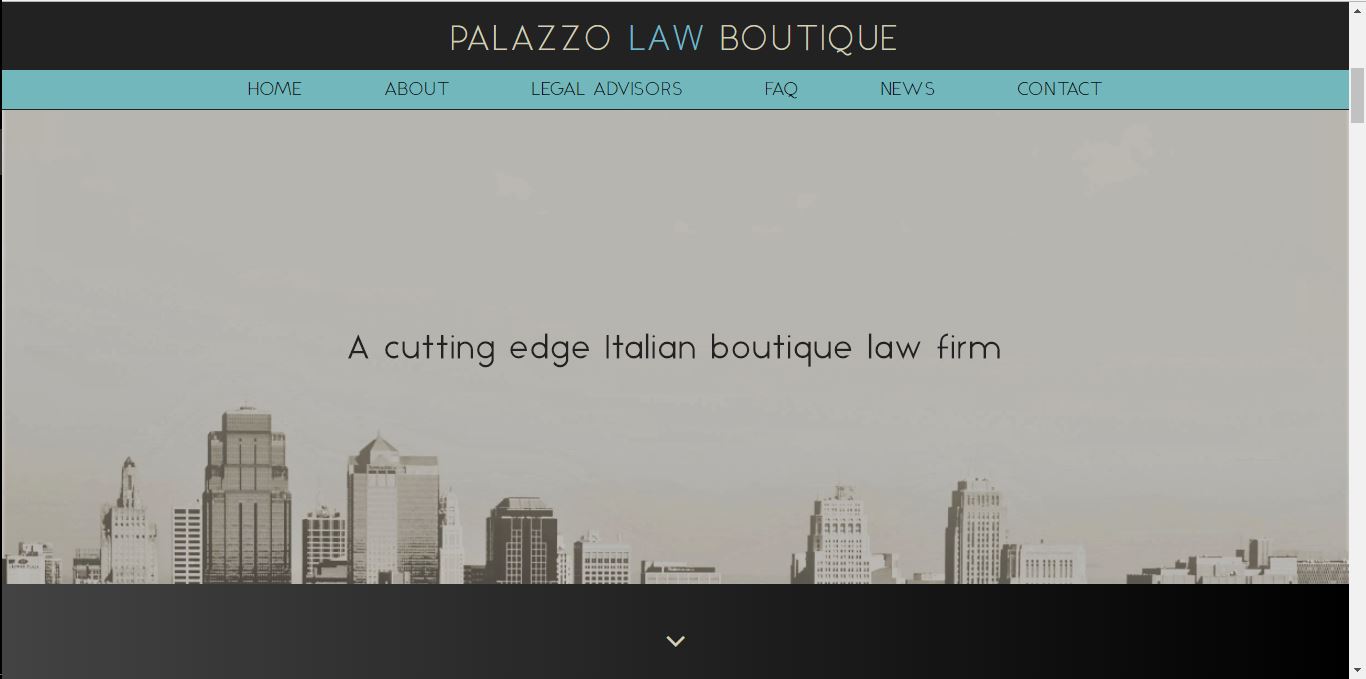 PALAZZO LAW BOUTIQUE
HOME ABOUT LEGAL ADVISORS FAQ NEWS CONTACT
A cutting edge Italian boutique law firm